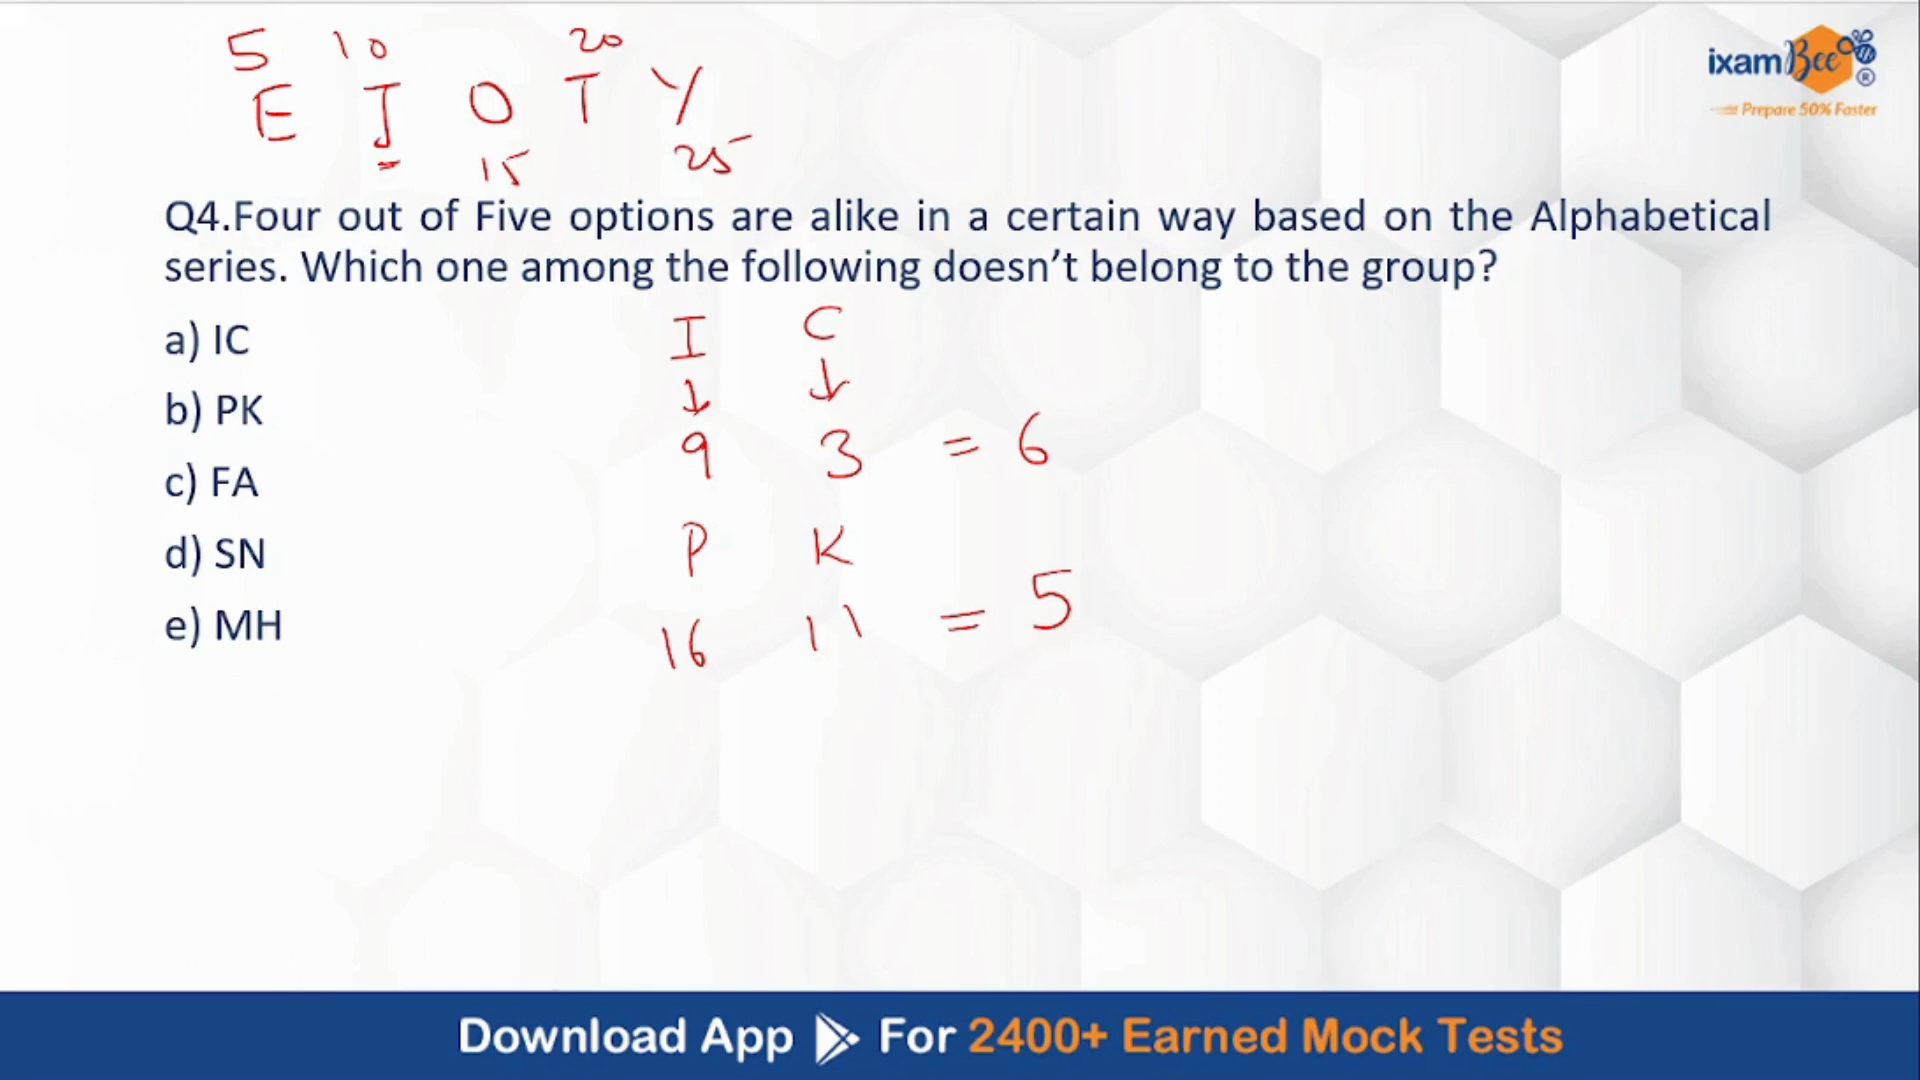 5 10 20
E J O T Y
15 25
ixamBee
®
Prepare 50% Faster
Q4.Four out of Five options are alike in a certain way based on the Alphabetical
series. Which one among the following doesn't belong to the group?
a) IC
b) PK
c) FA
d) SN
e) MH
I C
↓ ↓
9 3 = 6
P K
16 11 = 5
Download App For 2400+ Earned Mock Tests